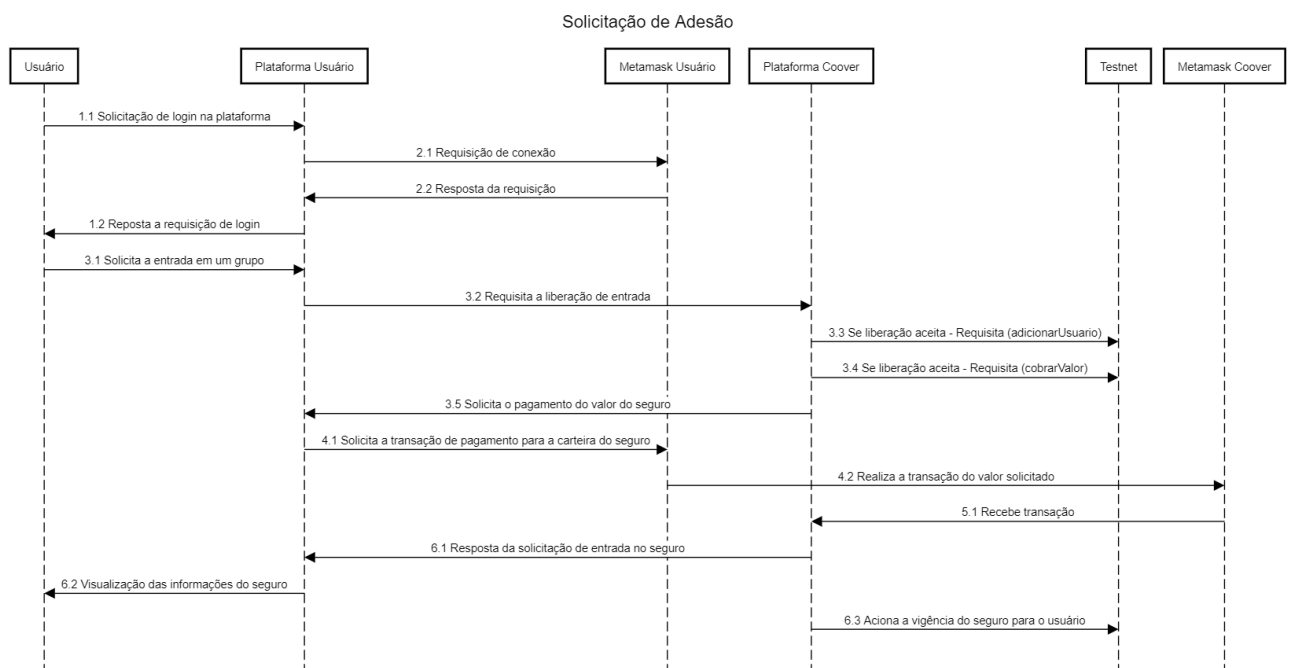 Solicitação de Adesão
Usuário
Plataforma Usuário
Metamask Usuário
Plataforma Coover
Testnet
Metamask Coover
1.1 Solicitação de login na plataforma
2.1 Requisição de conexão
2.2 Resposta da requisição
1.2 Reposta a requisição de login
3.1 Solicita a entrada em um grupo
3.2 Requisita a liberação de entrada
3.3 Se liberação aceita - Requisita (adicionarUsuario)
3.4 Se liberação aceita - Requisita (cobrarValor)
3.5 Solicita o pagamento do valor do seguro
4.1 Solicita a transação de pagamento para a carteira do seguro
4.2 Realiza a transação do valor solicitado
5.1 Recebe transação
6.1 Resposta da solicitação de entrada no seguro
6.2 Visualização das informações do seguro
6.3 Aciona a vigência do seguro para o usuário